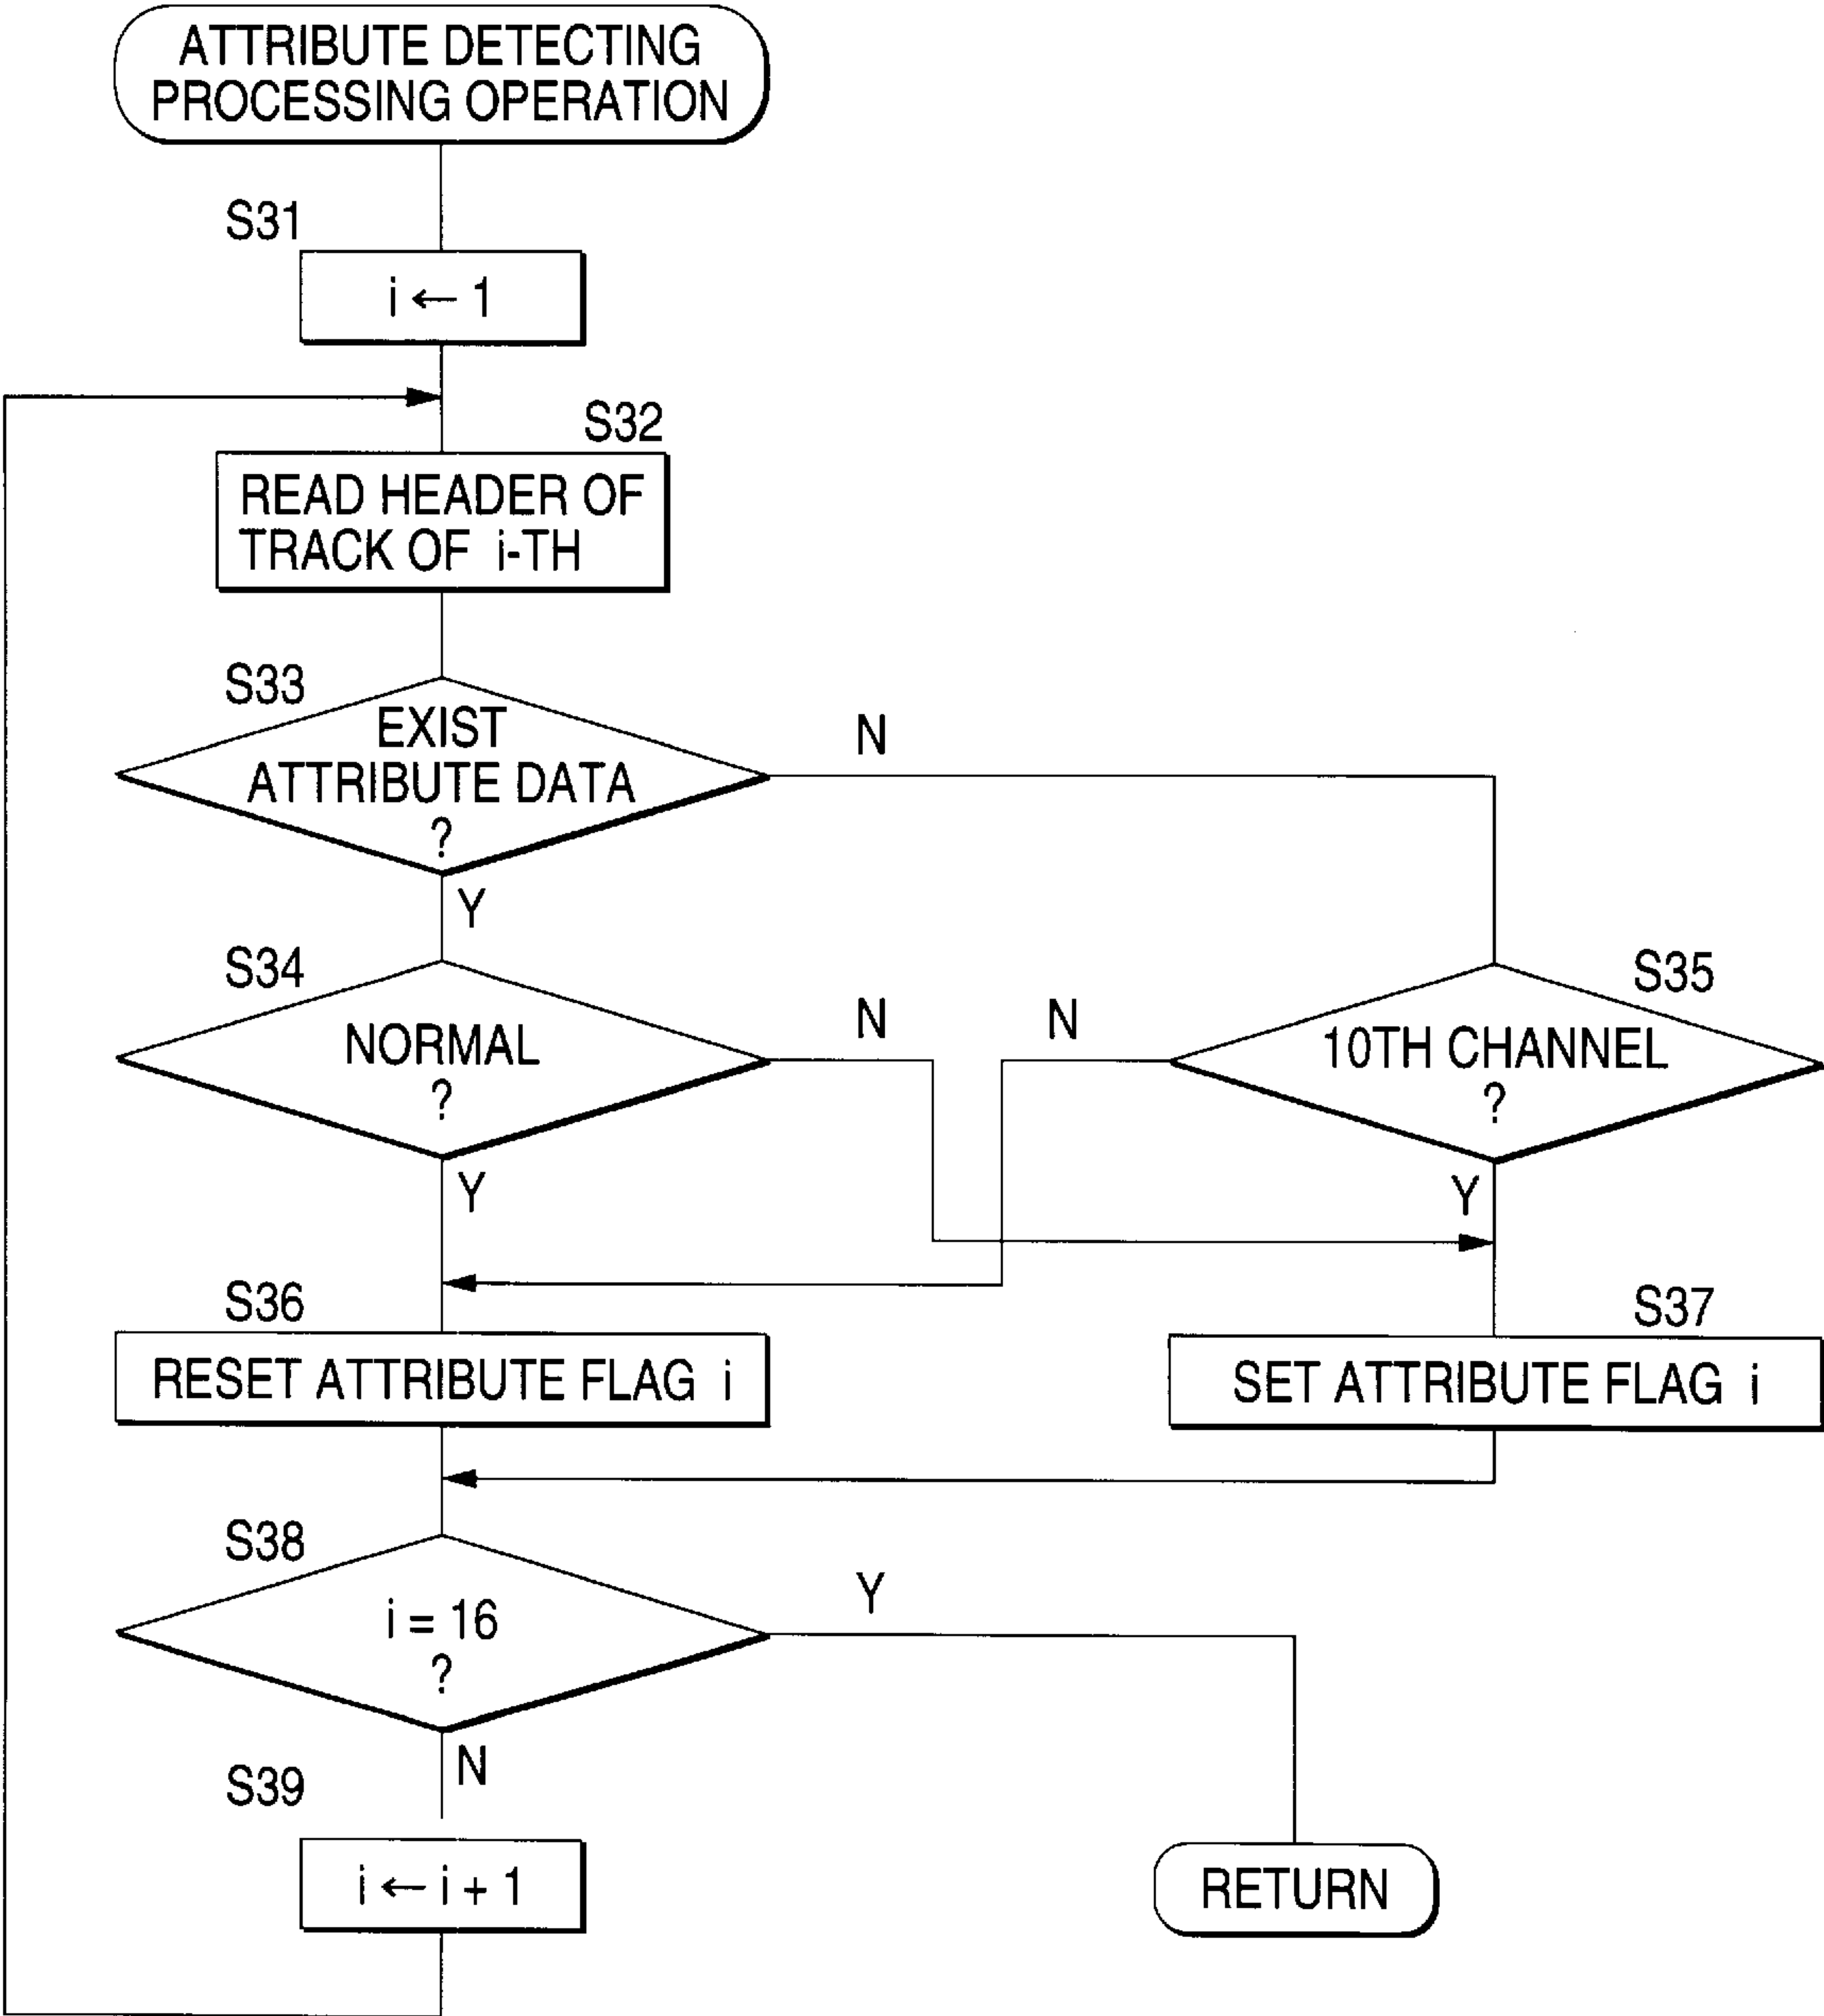 ATTRIBUTE DETECTING
PROCESSING OPERATION
S31
i ← 1
S32
READ HEADER OF
TRACK OF i-TH
S33
EXIST
ATTRIBUTE DATA
?
N
Y
S34
NORMAL
?
N
Y
S35
10TH CHANNEL
?
N
Y
S36
RESET ATTRIBUTE FLAG i
S37
SET ATTRIBUTE FLAG i
S38
i = 16
?
Y
N
S39
i ← i + 1
RETURN